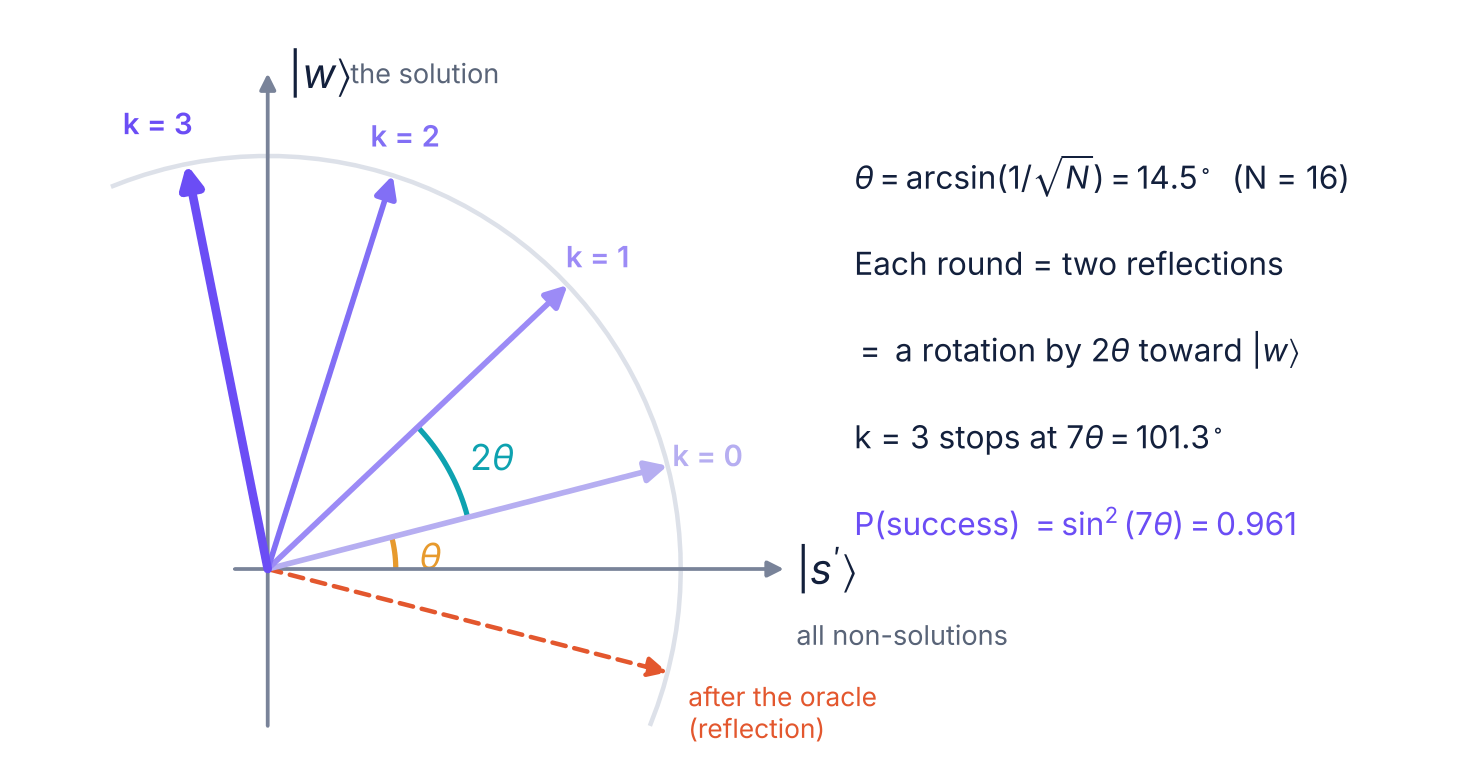 |w⟩ the solution
k = 3
k = 2
k = 1
k = 0
2θ
θ
|s′⟩
all non-solutions
after the oracle
(reflection)
θ = arcsin(1/√N) = 14.5° (N = 16)
Each round = two reflections
= a rotation by 2θ toward |w⟩
k = 3 stops at 7θ = 101.3°
P(success) = sin² (7θ) = 0.961